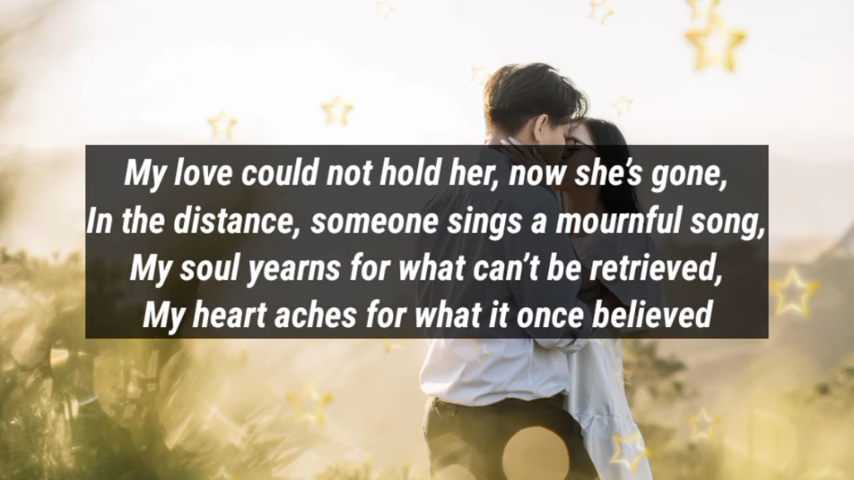 My love could not hold her, now she’s gone,
In the distance, someone sings a mournful song,
My soul yearns for what can’t be retrieved,
My heart aches for what it once believed